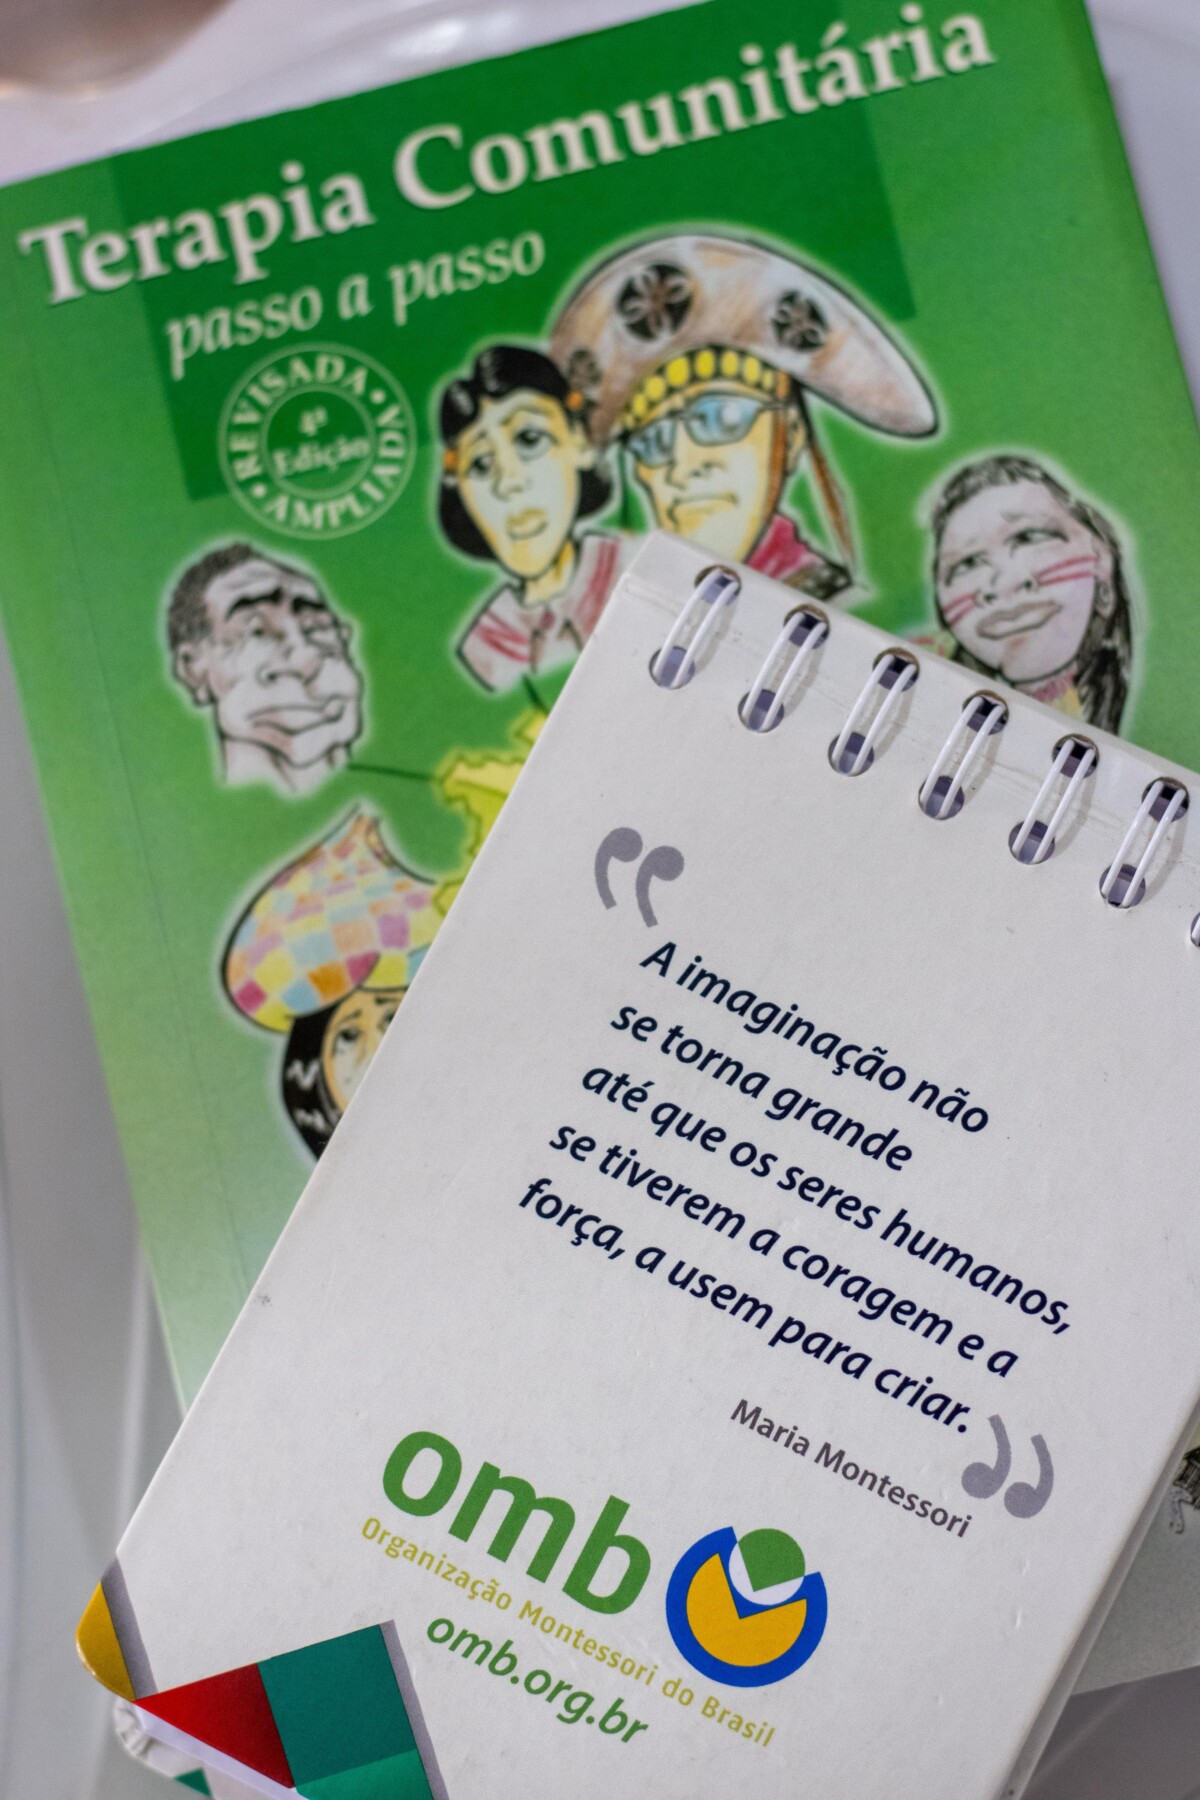 Terapia Comunitária
passo a passo
REVISADA • AMPLIADA •
4ª
Edição
“
A imaginação não
se torna grande
até que os seres humanos,
se tiverem a coragem e a
força, a usem para criar.
”
Maria Montessori
omb
Organização Montessori do Brasil
omb.org.br